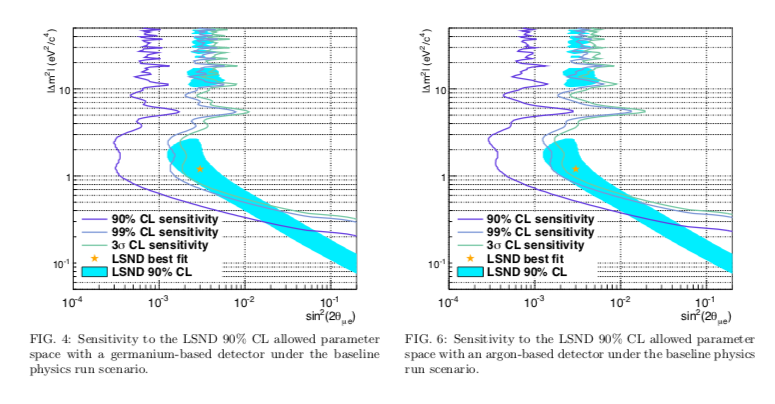 |Δm²| (eV²/c⁴)
10
1
10⁻¹
90% CL sensitivity
99% CL sensitivity
3σ CL sensitivity
LSND best fit
LSND 90% CL
10⁻⁴ 10⁻³ 10⁻² 10⁻¹
sin²(2θμe)
FIG. 4: Sensitivity to the LSND 90% CL allowed parameter
space with a germanium-based detector under the baseline
physics run scenario.
|Δm²| (eV²/c⁴)
10
1
10⁻¹
90% CL sensitivity
99% CL sensitivity
3σ CL sensitivity
LSND best fit
LSND 90% CL
10⁻⁴ 10⁻³ 10⁻² 10⁻¹
sin²(2θμe)
FIG. 6: Sensitivity to the LSND 90% CL allowed parameter
space with an argon-based detector under the baseline physics
run scenario.